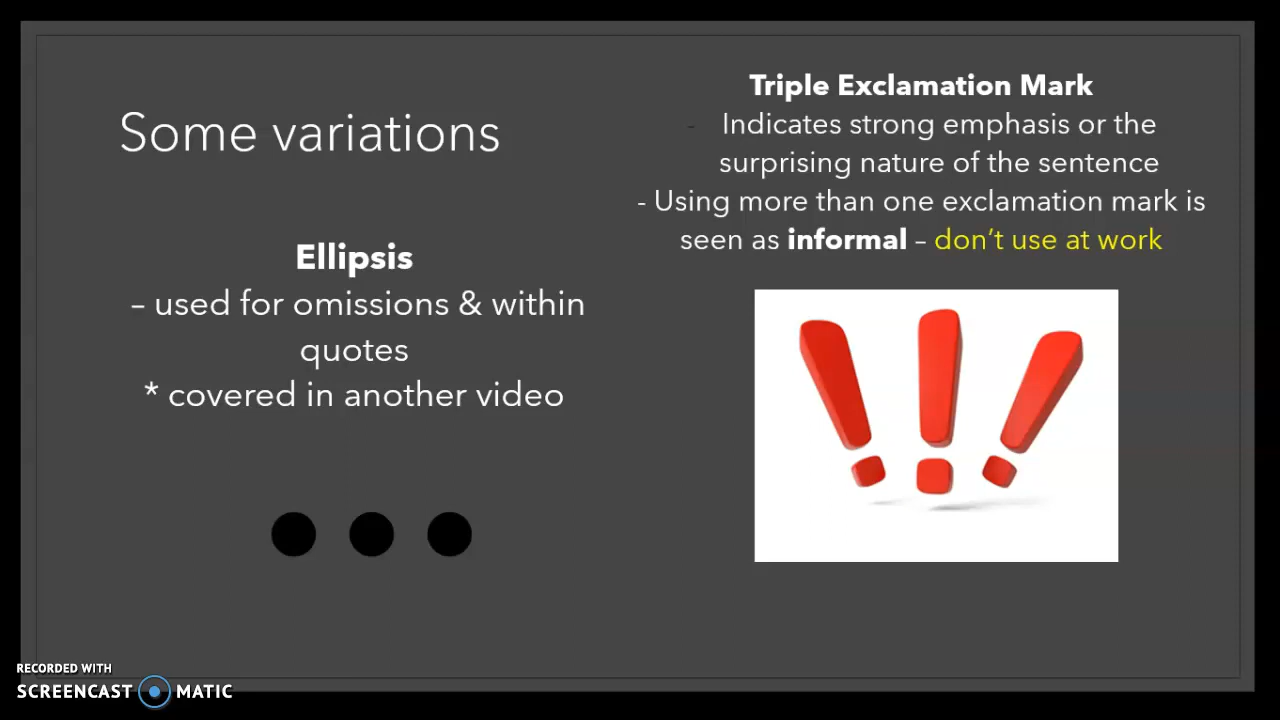 Some variations
Ellipsis
– used for omissions & within
quotes
* covered in another video
Triple Exclamation Mark
- Indicates strong emphasis or the
surprising nature of the sentence
- Using more than one exclamation mark is
seen as informal – don’t use at work
RECORDED WITH
SCREENCAST MATIC